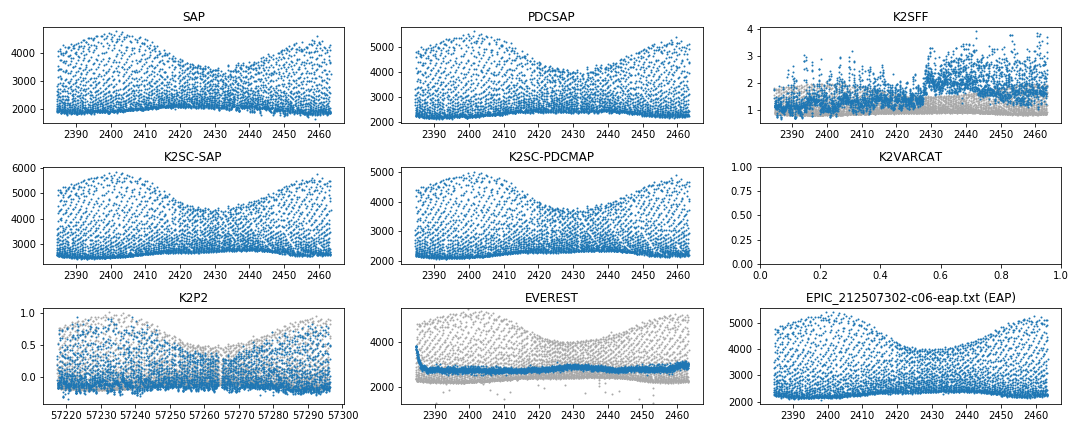 SAP PDCSAP K2SFF
4000
3000
2000
2390 2400 2410 2420 2430 2440 2450 2460
5000
4000
3000
2000
2390 2400 2410 2420 2430 2440 2450 2460
4
3
2
1
2390 2400 2410 2420 2430 2440 2450 2460
K2SC-SAP K2SC-PDCMAP K2VARCAT
6000
5000
4000
3000
2390 2400 2410 2420 2430 2440 2450 2460
5000
4000
3000
2000
2390 2400 2410 2420 2430 2440 2450 2460
1.00
0.75
0.50
0.25
0.00
0.0 0.2 0.4 0.6 0.8 1.0
K2P2 EVEREST EPIC_212507302-c06-eap.txt (EAP)
1.0
0.5
0.0
57220 57230 57240 57250 57260 57270 57280 57290 57300
4000
2000
2390 2400 2410 2420 2430 2440 2450 2460
5000
4000
3000
2000
2390 2400 2410 2420 2430 2440 2450 2460